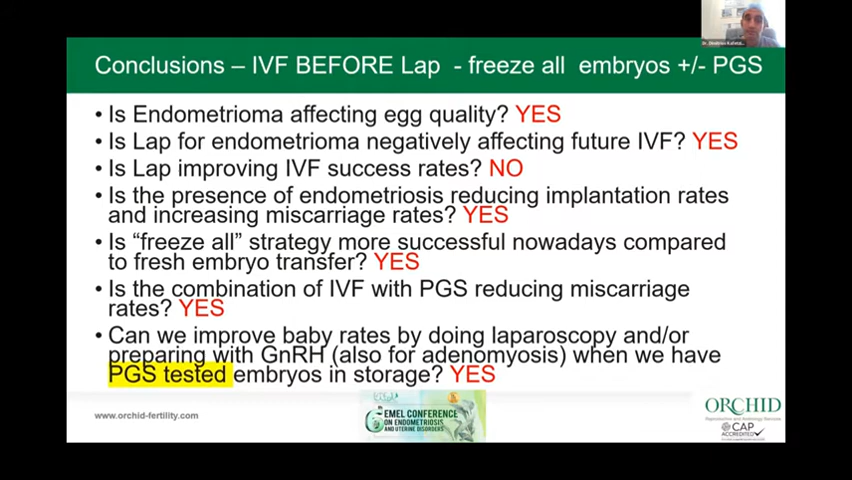 Conclusions – IVF BEFORE Lap - freeze all embryos +/- PGS
• Is Endometrioma affecting egg quality? YES
• Is Lap for endometrioma negatively affecting future IVF? YES
• Is Lap improving IVF success rates? NO
• Is the presence of endometriosis reducing implantation rates
and increasing miscarriage rates? YES
• Is “freeze all” strategy more successful nowadays compared
to fresh embryo transfer? YES
• Is the combination of IVF with PGS reducing miscarriage
rates? YES
• Can we improve baby rates by doing laparoscopy and/or
preparing with GnRH (also for adenomyosis) when we have
PGS tested embryos in storage? YES
www.orchid-fertility.com
EMEL CONFERENCE
ON ENDOMETRIOSIS
AND UTERINE DISORDERS
ORCHID
CAP
ACCREDITED